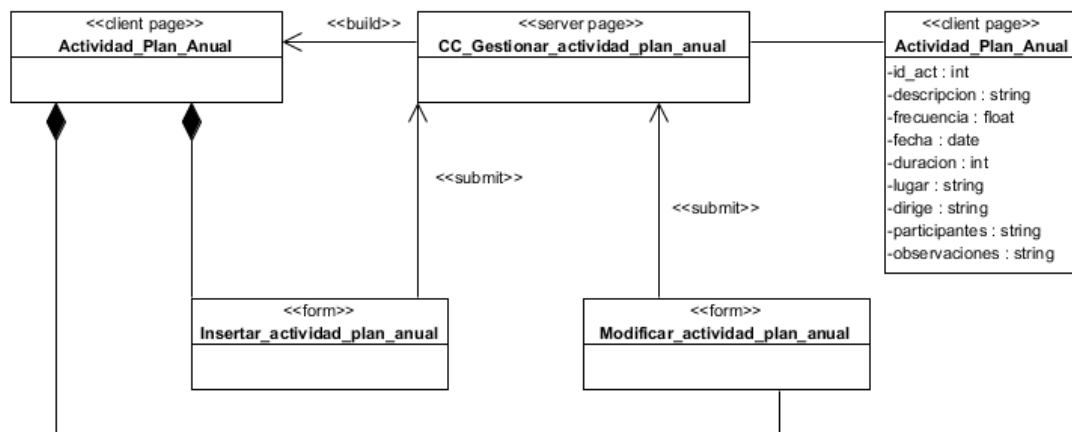 <<client page>>
Actividad_Plan_Anual
<<build>>
<<server page>>
CC_Gestionar_actividad_plan_anual
<<client page>>
Actividad_Plan_Anual
-id_act : int
-descripcion : string
-frecuencia : float
-fecha : date
-duracion : int
-lugar : string
-dirige : string
-participantes : string
-observaciones : string
<<submit>>
<<submit>>
<<form>>
Insertar_actividad_plan_anual
<<form>>
Modificar_actividad_plan_anual